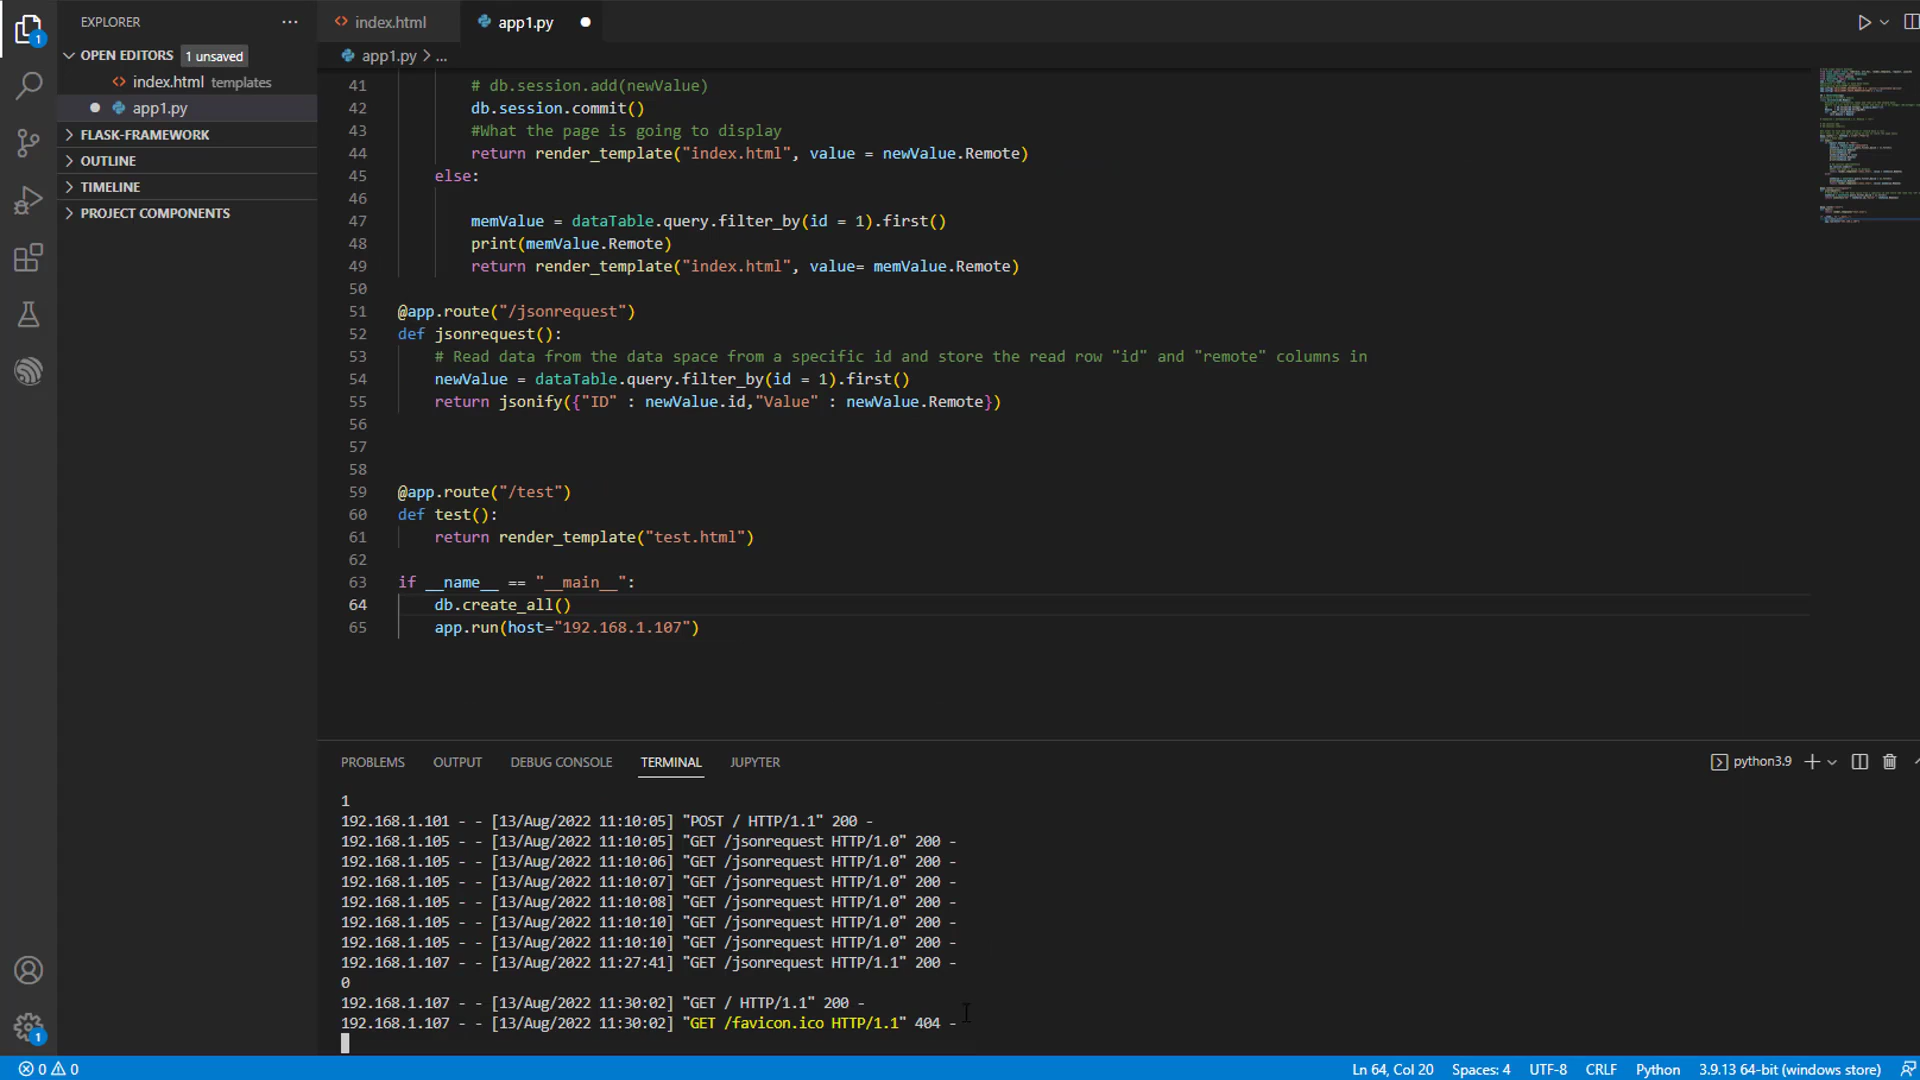 EXPLORER
OPEN EDITORS 1 unsaved
index.html templates
app1.py
FLASK-FRAMEWORK
OUTLINE
TIMELINE
PROJECT COMPONENTS
1
1
index.html
app1.py
app1.py > ...
41 # db.session.add(newValue)
42 db.session.commit()
43 #What the page is going to display
44 return render_template("index.html", value = newValue.Remote)
45 else:
46
47 memValue = dataTable.query.filter_by(id = 1).first()
48 print(memValue.Remote)
49 return render_template("index.html", value= memValue.Remote)
50
51 @app.route("/jsonrequest")
52 def jsonrequest():
53 # Read data from the data space from a specific id and store the read row "id" and "remote" columns in
54 newValue = dataTable.query.filter_by(id = 1).first()
55 return jsonify({"ID" : newValue.id,"Value" : newValue.Remote})
56
57
58
59 @app.route("/test")
60 def test():
61 return render_template("test.html")
62
63 if __name__ == "__main__":
64 db.create_all()
65 app.run(host="192.168.1.107")
PROBLEMS OUTPUT DEBUG CONSOLE TERMINAL JUPYTER python3.9
1
192.168.1.101 - - [13/Aug/2022 11:10:05] "POST / HTTP/1.1" 200 -
192.168.1.105 - - [13/Aug/2022 11:10:05] "GET /jsonrequest HTTP/1.0" 200 -
192.168.1.105 - - [13/Aug/2022 11:10:06] "GET /jsonrequest HTTP/1.0" 200 -
192.168.1.105 - - [13/Aug/2022 11:10:07] "GET /jsonrequest HTTP/1.0" 200 -
192.168.1.105 - - [13/Aug/2022 11:10:08] "GET /jsonrequest HTTP/1.0" 200 -
192.168.1.105 - - [13/Aug/2022 11:10:10] "GET /jsonrequest HTTP/1.0" 200 -
192.168.1.105 - - [13/Aug/2022 11:10:10] "GET /jsonrequest HTTP/1.0" 200 -
192.168.1.107 - - [13/Aug/2022 11:27:41] "GET /jsonrequest HTTP/1.1" 200 -
0
192.168.1.107 - - [13/Aug/2022 11:30:02] "GET / HTTP/1.1" 200 -
192.168.1.107 - - [13/Aug/2022 11:30:02] "GET /favicon.ico HTTP/1.1" 404 -
0 0 Ln 64, Col 20 Spaces: 4 UTF-8 CRLF Python 3.9.13 64-bit (windows store)